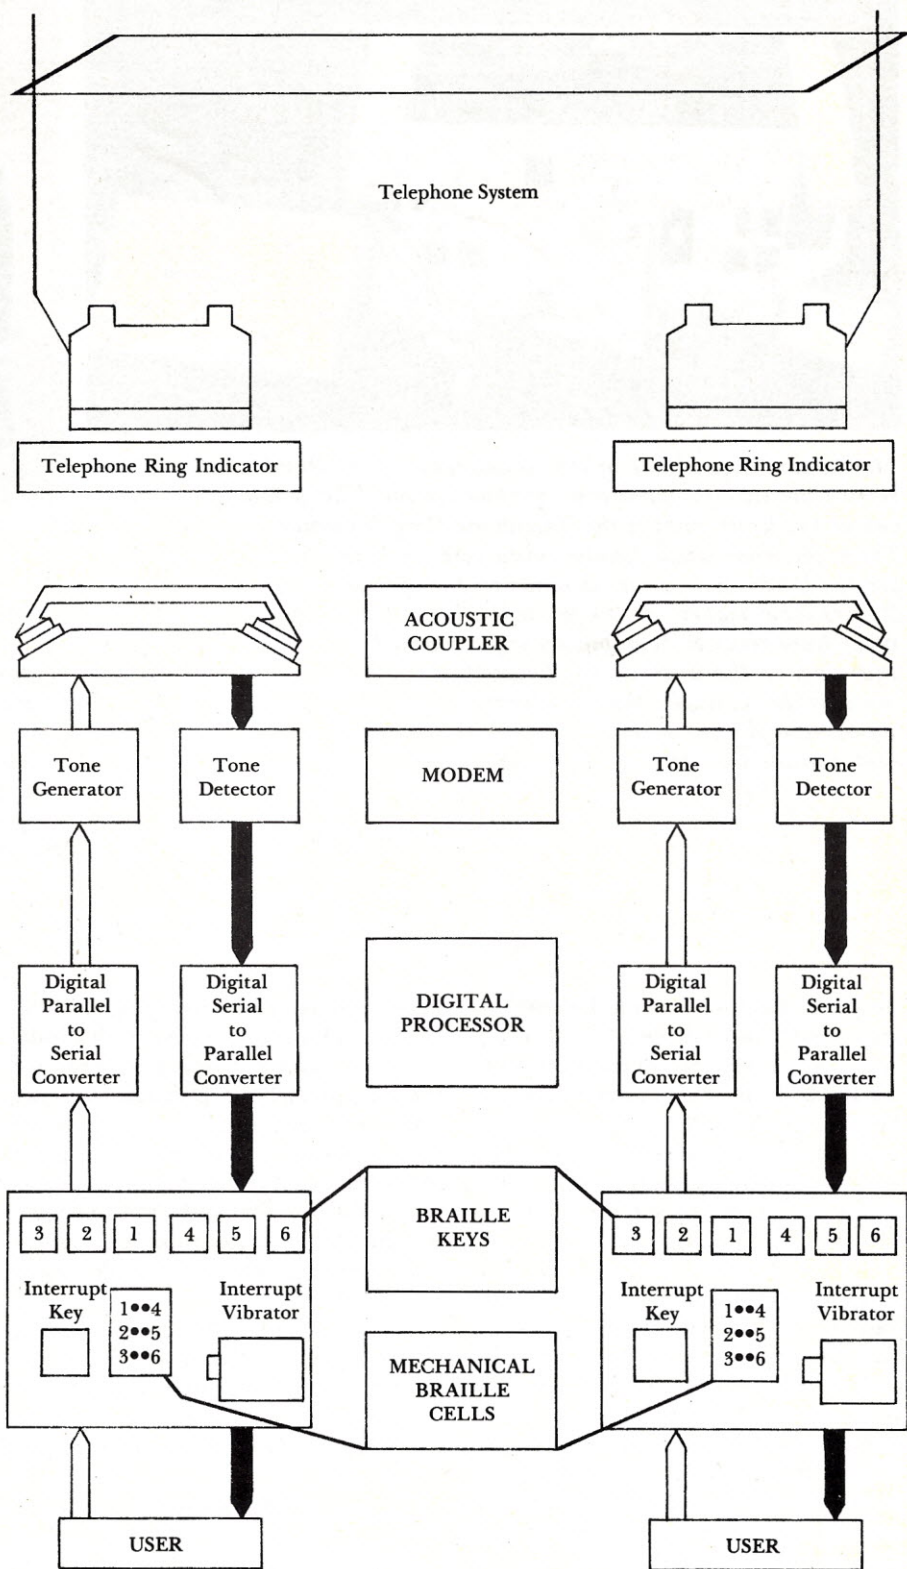 Telephone System
Telephone Ring Indicator
Telephone Ring Indicator
ACOUSTIC
COUPLER
Tone
Generator
Tone
Detector
MODEM
Tone
Generator
Tone
Detector
Digital
Parallel
to
Serial
Converter
Digital
Serial
to
Parallel
Converter
DIGITAL
PROCESSOR
Digital
Parallel
to
Serial
Converter
Digital
Serial
to
Parallel
Converter
3 2 1 4 5 6
BRAILLE
KEYS
3 2 1 4 5 6
Interrupt
Key
1●●4
2●●5
3●●6
Interrupt
Vibrator
MECHANICAL
BRAILLE
CELLS
Interrupt
Key
1●●4
2●●5
3●●6
Interrupt
Vibrator
USER
USER